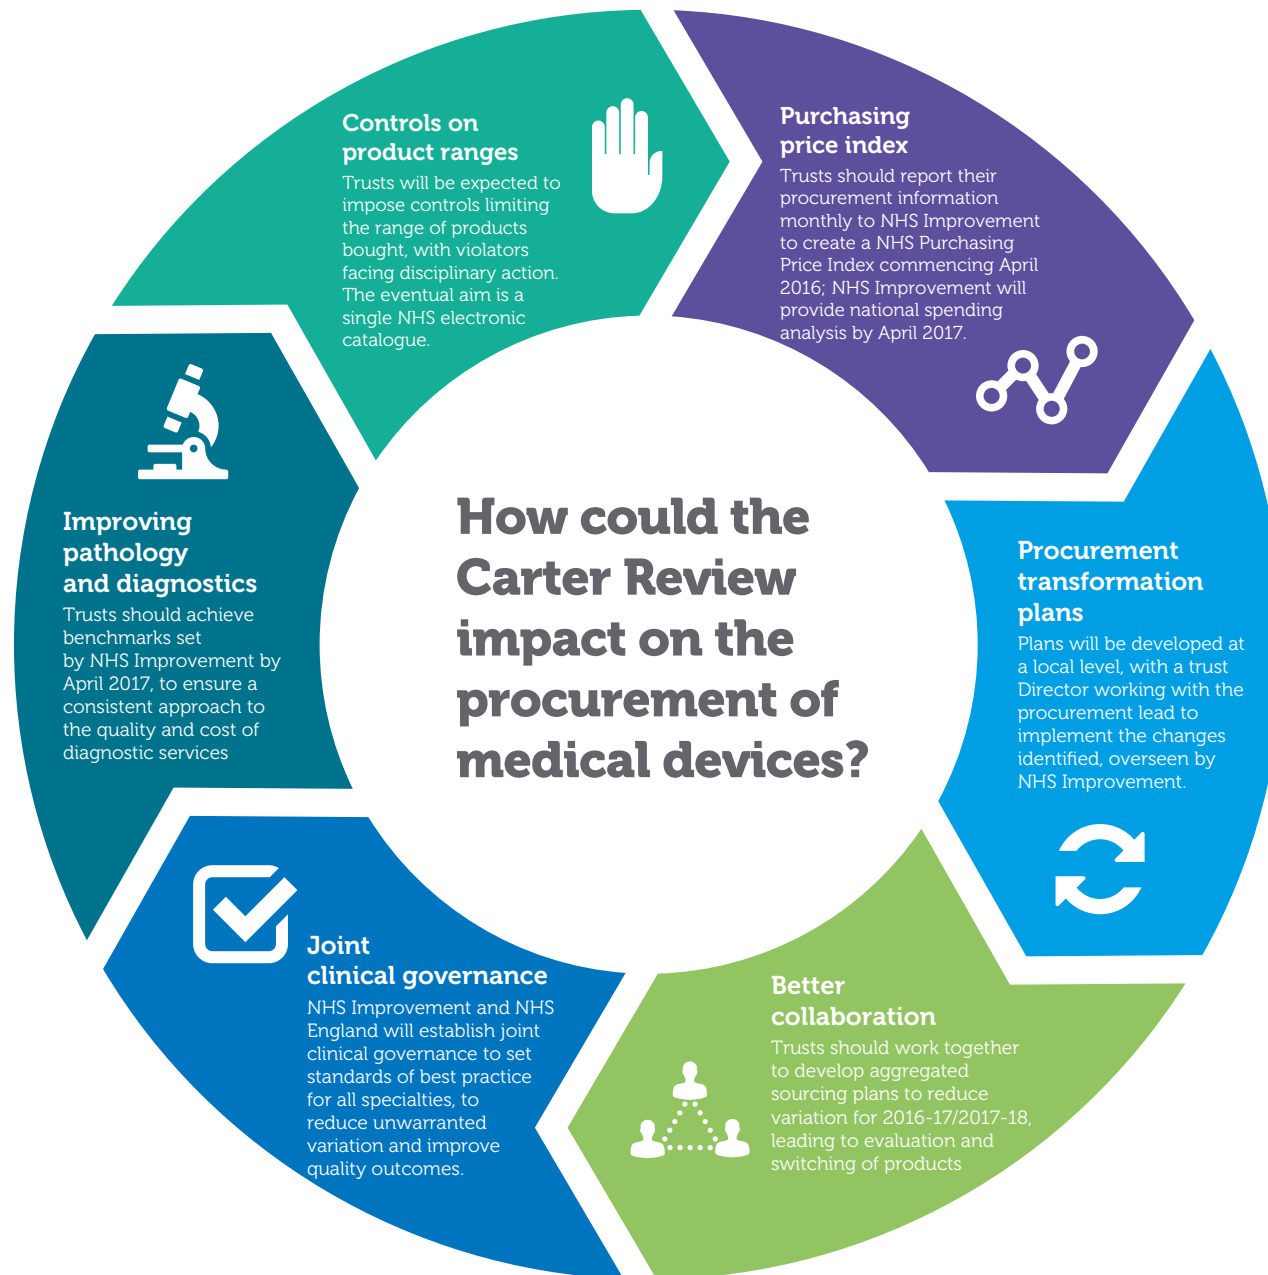 Controls on
product ranges
Trusts will be expected to
impose controls limiting
the range of products
bought, with violators
facing disciplinary action.
The eventual aim is a
single NHS electronic
catalogue.
Purchasing
price index
Trusts should report their
procurement information
monthly to NHS Improvement
to create a NHS Purchasing
Price Index commencing April
2016; NHS Improvement will
provide national spending
analysis by April 2017.
Procurement
transformation
plans
Plans will be developed at
a local level, with a trust
Director working with the
procurement lead to
implement the changes
identified, overseen by
NHS Improvement.
Better
collaboration
Trusts should work together
to develop aggregated
sourcing plans to reduce
variation for 2016-17/2017-18,
leading to evaluation and
switching of products
Joint
clinical governance
NHS Improvement and NHS
England will establish joint
clinical governance to set
standards of best practice
for all specialties, to
reduce unwarranted
variation and improve
quality outcomes.
Improving
pathology
and diagnostics
Trusts should achieve
benchmarks set
by NHS Improvement by
April 2017, to ensure a
consistent approach to
the quality and cost of
diagnostic services
How could the
Carter Review
impact on the
procurement of
medical devices?